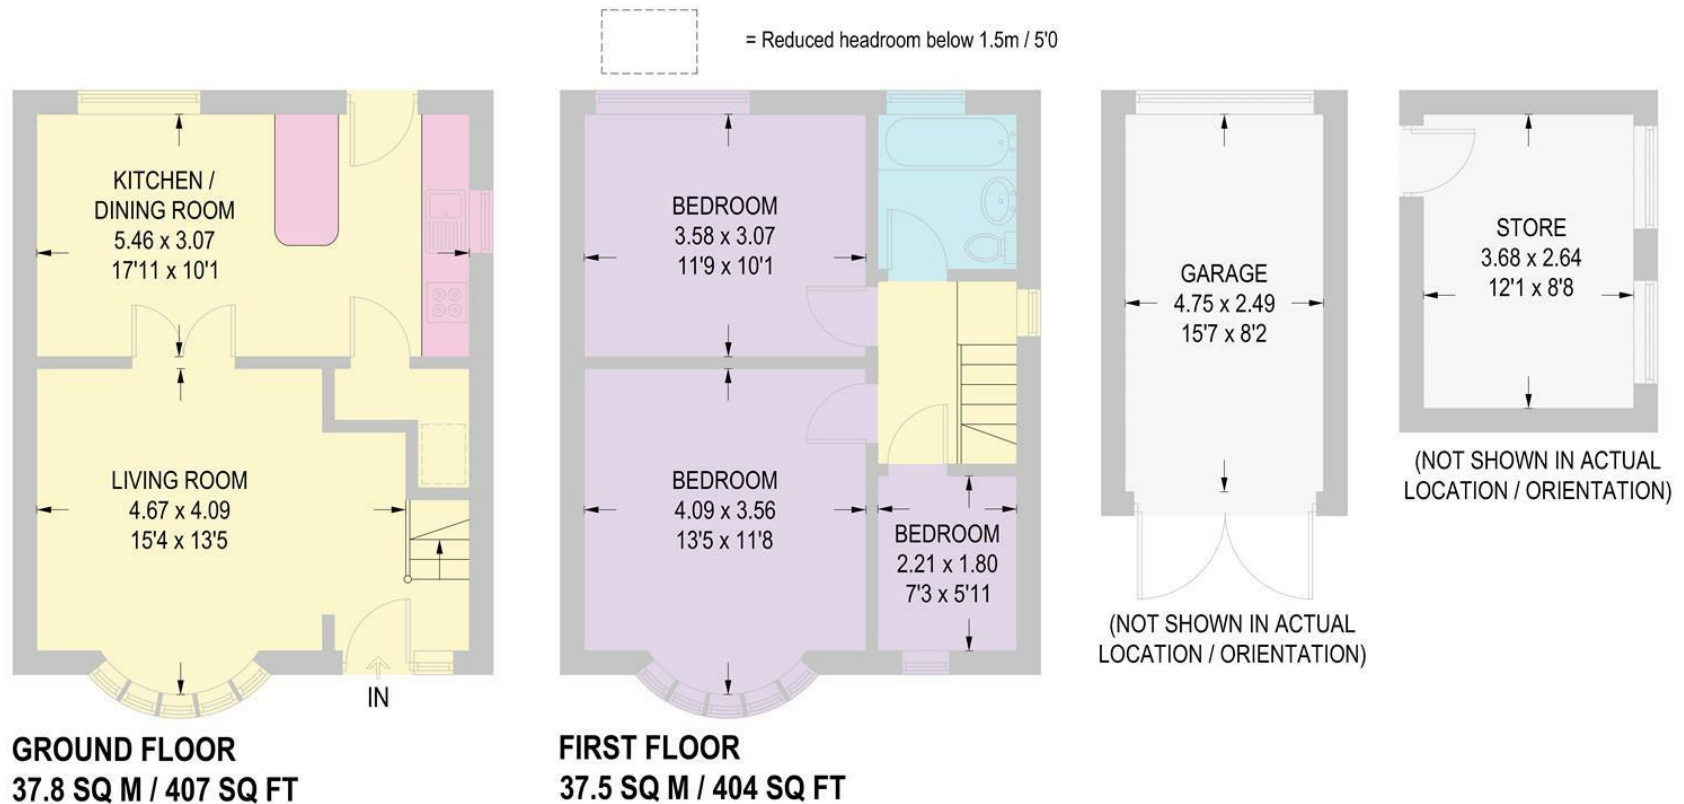 = Reduced headroom below 1.5m / 5'0
KITCHEN /
DINING ROOM
5.46 x 3.07
17'11 x 10'1
LIVING ROOM
4.67 x 4.09
15'4 x 13'5
IN
GROUND FLOOR
37.8 SQ M / 407 SQ FT
BEDROOM
3.58 x 3.07
11'9 x 10'1
BEDROOM
4.09 x 3.56
13'5 x 11'8
BEDROOM
2.21 x 1.80
7'3 x 5'11
FIRST FLOOR
37.5 SQ M / 404 SQ FT
GARAGE
4.75 x 2.49
15'7 x 8'2
(NOT SHOWN IN ACTUAL
LOCATION / ORIENTATION)
STORE
3.68 x 2.64
12'1 x 8'8
(NOT SHOWN IN ACTUAL
LOCATION / ORIENTATION)